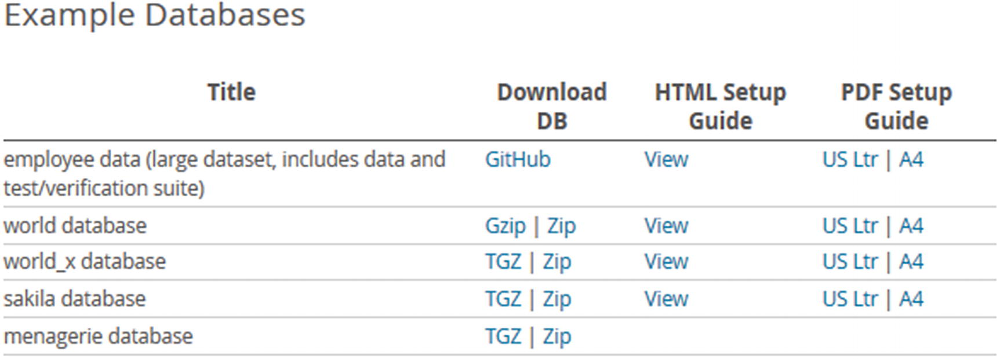 Example Databases
Title Download DB HTML Setup Guide PDF Setup Guide
employee data (large dataset, includes data and GitHub View US Ltr | A4
test/verification suite)
world database Gzip | Zip View US Ltr | A4
world_x database TGZ | Zip View US Ltr | A4
sakila database TGZ | Zip View US Ltr | A4
menagerie database TGZ | Zip